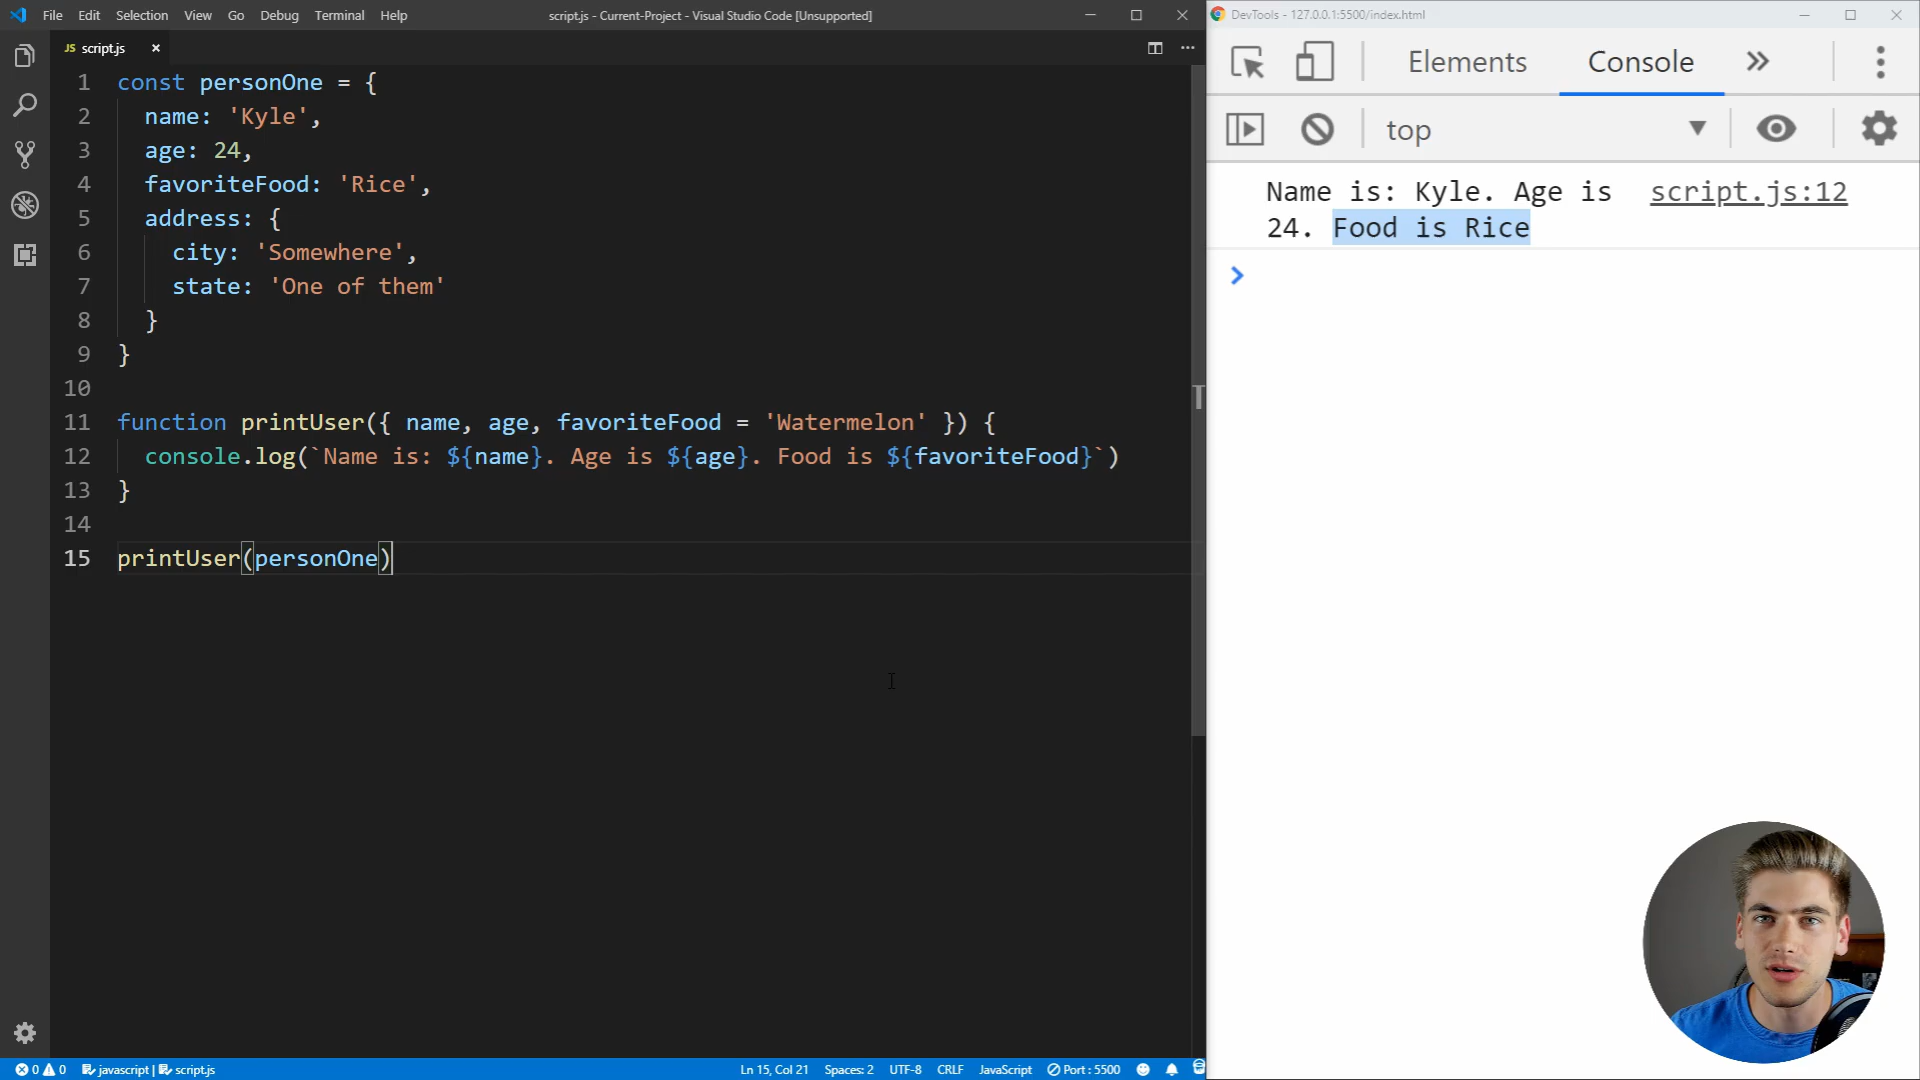 File Edit Selection View Go Debug Terminal Help
script.js - Current-Project - Visual Studio Code [Unsupported]
JS script.js
1 const personOne = {
2 name: 'Kyle',
3 age: 24,
4 favoriteFood: 'Rice',
5 address: {
6 city: 'Somewhere',
7 state: 'One of them'
8 }
9 }
10
11 function printUser({ name, age, favoriteFood = 'Watermelon' }) {
12 console.log(`Name is: ${name}. Age is ${age}. Food is ${favoriteFood}`)
13 }
14
15 printUser(personOne)
0 0 javascript | script.js
Ln 15, Col 21 Spaces: 2 UTF-8 CRLF JavaScript Port : 5500
DevTools - 127.0.0.1:5500/index.html
Elements Console »
top
Name is: Kyle. Age is script.js:12
24. Food is Rice